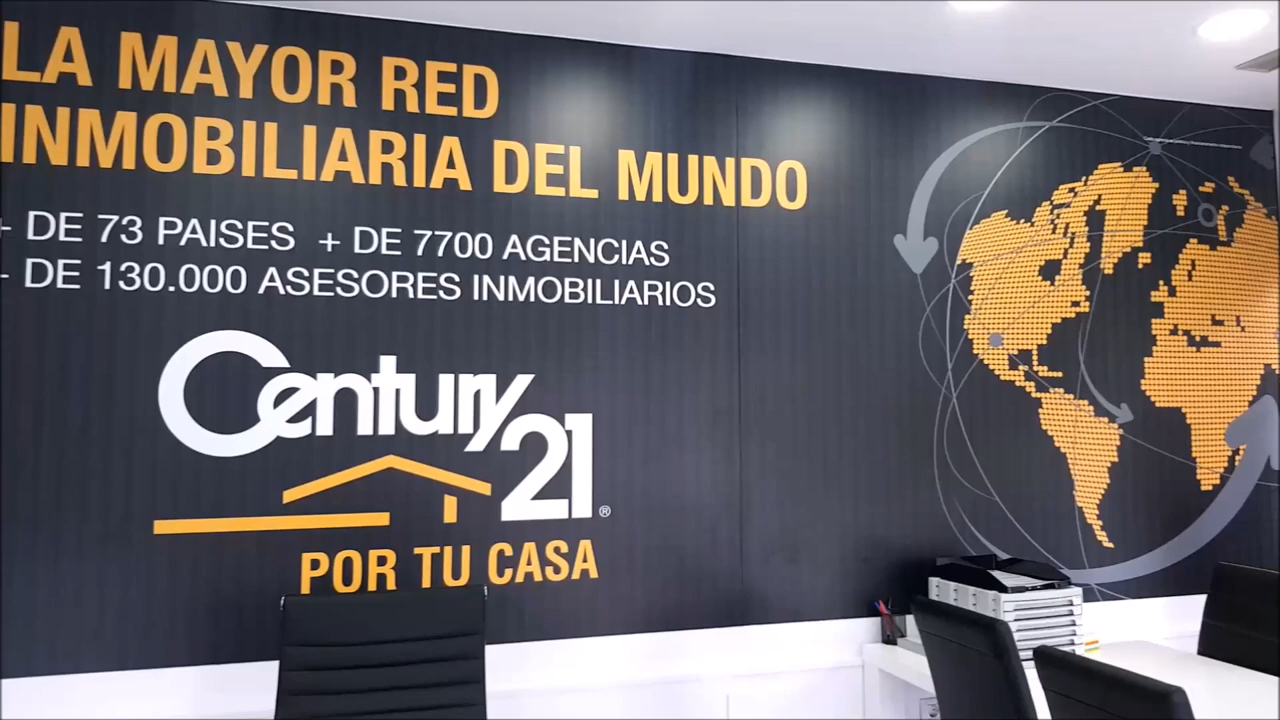 LA MAYOR RED
INMOBILIARIA DEL MUNDO
+ DE 73 PAISES + DE 7700 AGENCIAS
+ DE 130.000 ASESORES INMOBILIARIOS
Century
21®
POR TU CASA